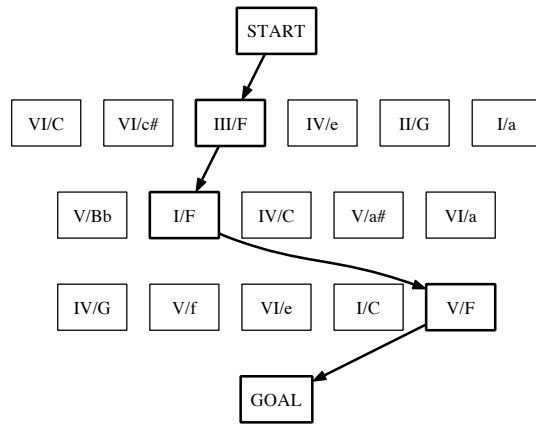 START
VI/C VI/c# III/F IV/e II/G I/a
V/Bb I/F IV/C V/a# VI/a
IV/G V/f VI/e I/C V/F
GOAL